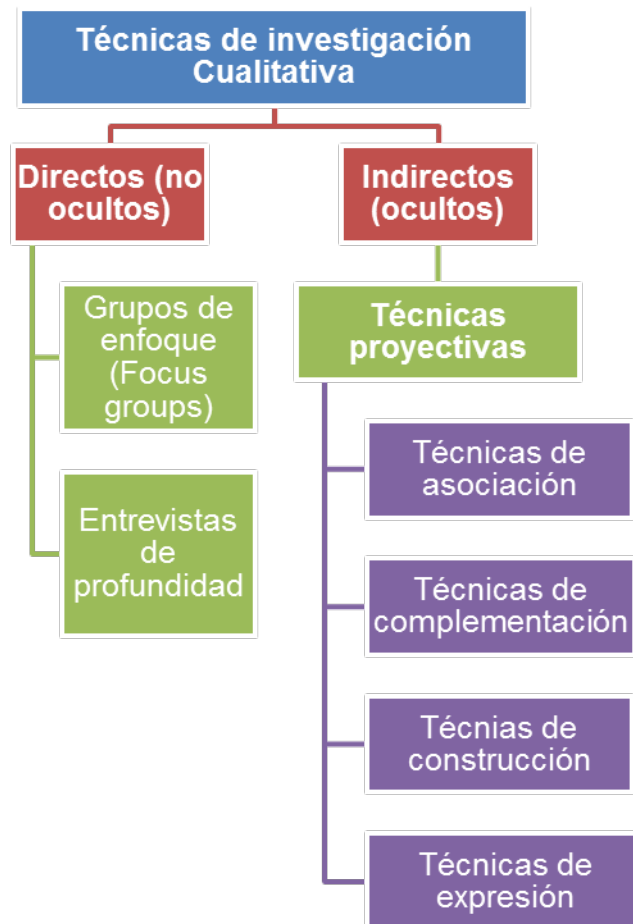 Técnicas de investigación
Cualitativa
Directos (no
ocultos)
Indirectos
(ocultos)
Grupos de
enfoque
(Focus
groups)
Entrevistas
de
profundidad
Técnicas
proyectivas
Técnicas de
asociación
Técnicas de
complementación
Técnias de
construcción
Técnicas de
expresión